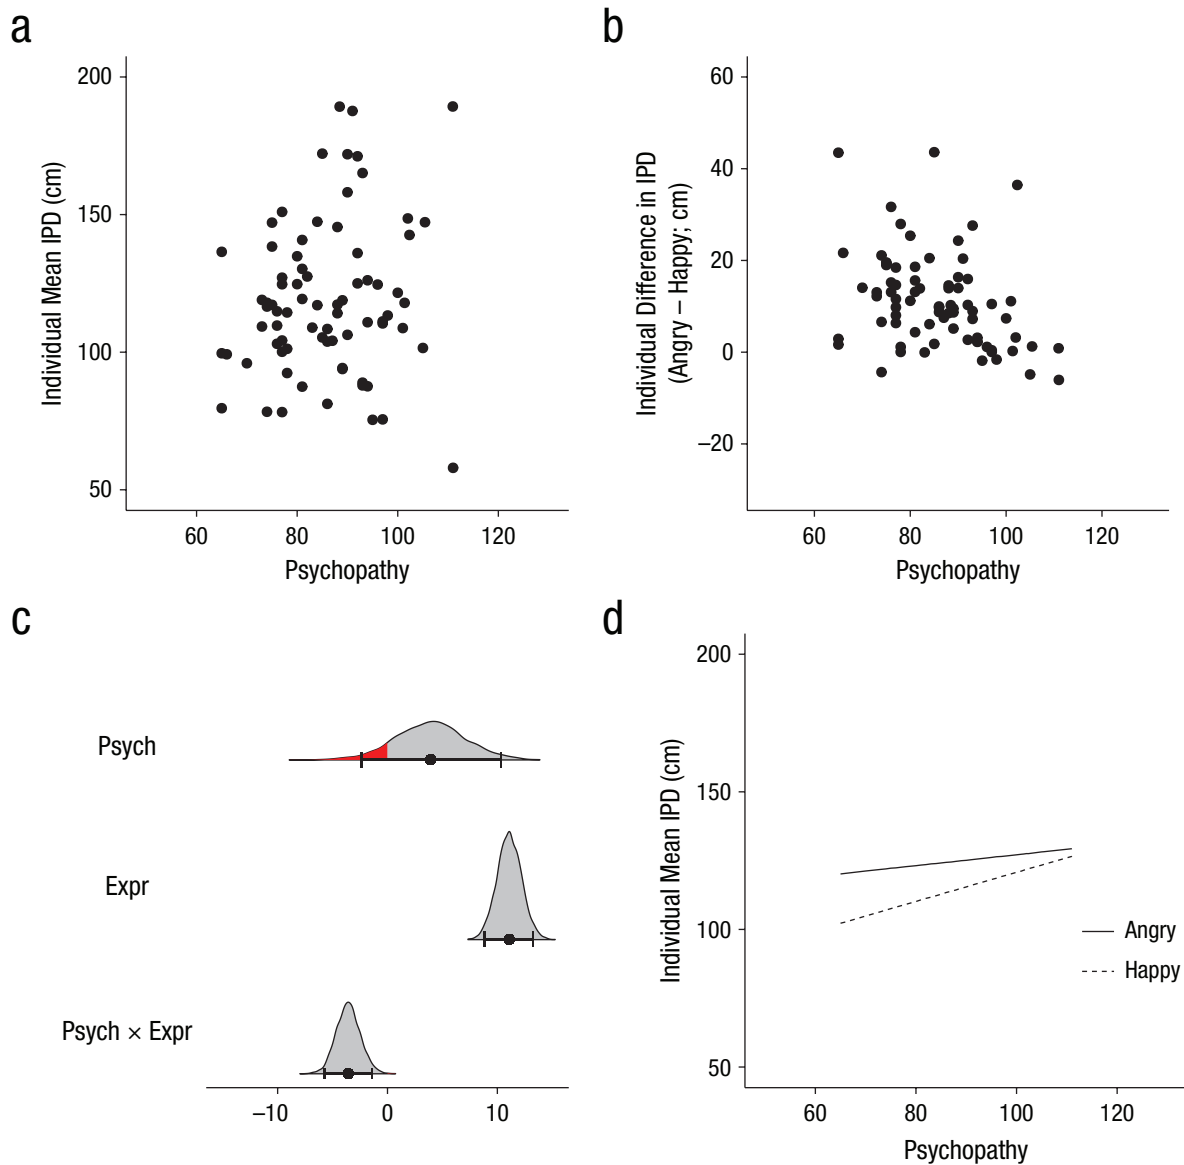 a
200
150
100
50
Individual Mean IPD (cm)
60 80 100 120
Psychopathy
b
60
40
20
0
–20
Individual Difference in IPD
(Angry – Happy; cm)
60 80 100 120
Psychopathy
c
Psych
Expr
Psych × Expr
–10 0 10
d
200
150
100
50
Individual Mean IPD (cm)
Angry
Happy
60 80 100 120
Psychopathy